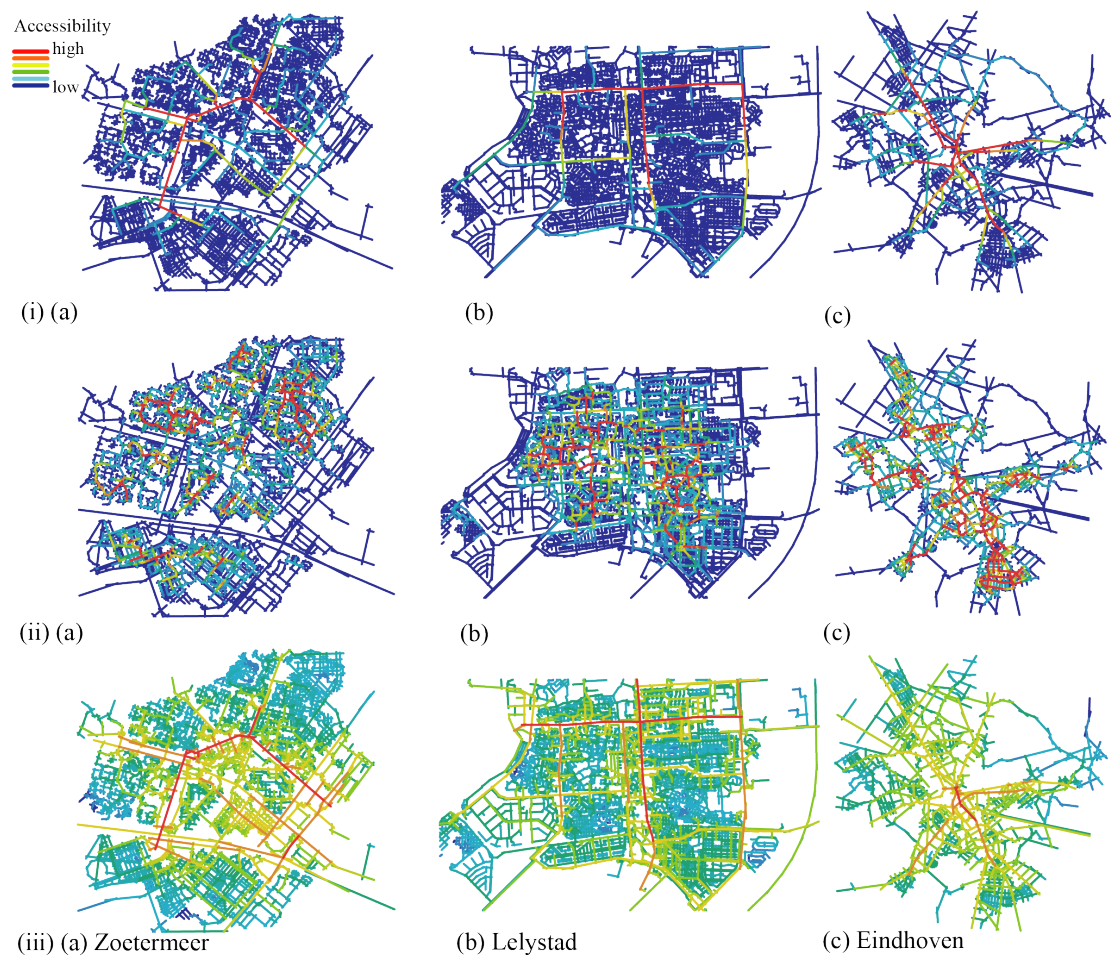 Accessibility
high
low
(i) (a)
(b)
(c)
(ii) (a)
(b)
(c)
(iii) (a) Zoetermeer
(b) Lelystad
(c) Eindhoven